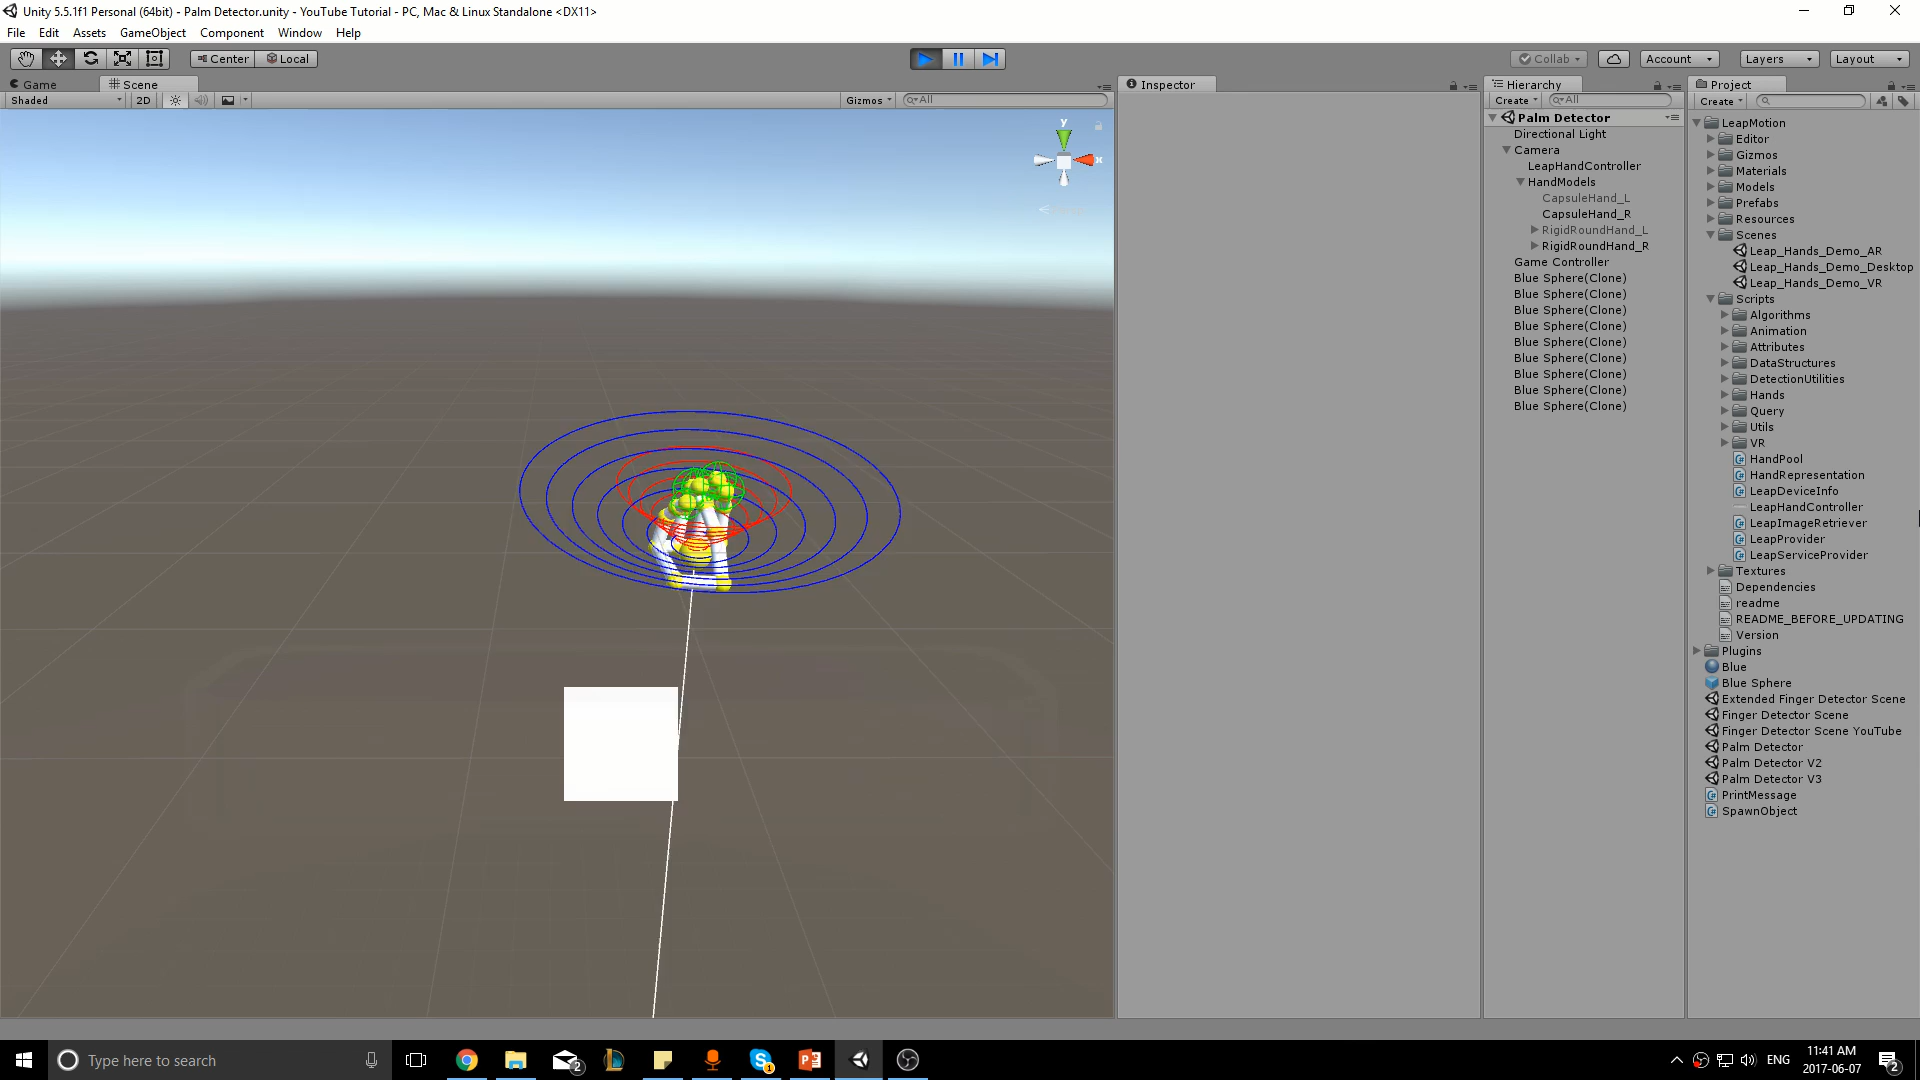 Unity 5.5.1f1 Personal (64bit) - Palm Detector.unity - YouTube Tutorial - PC, Mac & Linux Standalone <DX11>
File Edit Assets GameObject Component Window Help
Center Local
Collab Account Layers Layout
Game Scene
Shaded 2D Gizmos All
y
x
Inspector
Hierarchy
Create All
Palm Detector
Directional Light
Camera
LeapHandController
HandModels
CapsuleHand_L
CapsuleHand_R
RigidRoundHand_L
RigidRoundHand_R
Game Controller
Blue Sphere(Clone)
Blue Sphere(Clone)
Blue Sphere(Clone)
Blue Sphere(Clone)
Blue Sphere(Clone)
Blue Sphere(Clone)
Blue Sphere(Clone)
Blue Sphere(Clone)
Blue Sphere(Clone)
Project
Create
LeapMotion
Editor
Gizmos
Materials
Models
Prefabs
Resources
Scenes
Leap_Hands_Demo_AR
Leap_Hands_Demo_Desktop
Leap_Hands_Demo_VR
Scripts
Algorithms
Animation
Attributes
DataStructures
DetectionUtilities
Hands
Query
Utils
VR
HandPool
HandRepresentation
LeapDeviceInfo
LeapHandController
LeapImageRetriever
LeapProvider
LeapServiceProvider
Textures
Dependencies
readme
README_BEFORE_UPDATING
Version
Plugins
Blue
Blue Sphere
Extended Finger Detector Scene
Finger Detector Scene
Finger Detector Scene YouTube
Palm Detector
Palm Detector V2
Palm Detector V3
PrintMessage
SpawnObject
Type here to search
2
1
ENG
11:41 AM
2017-06-07
2